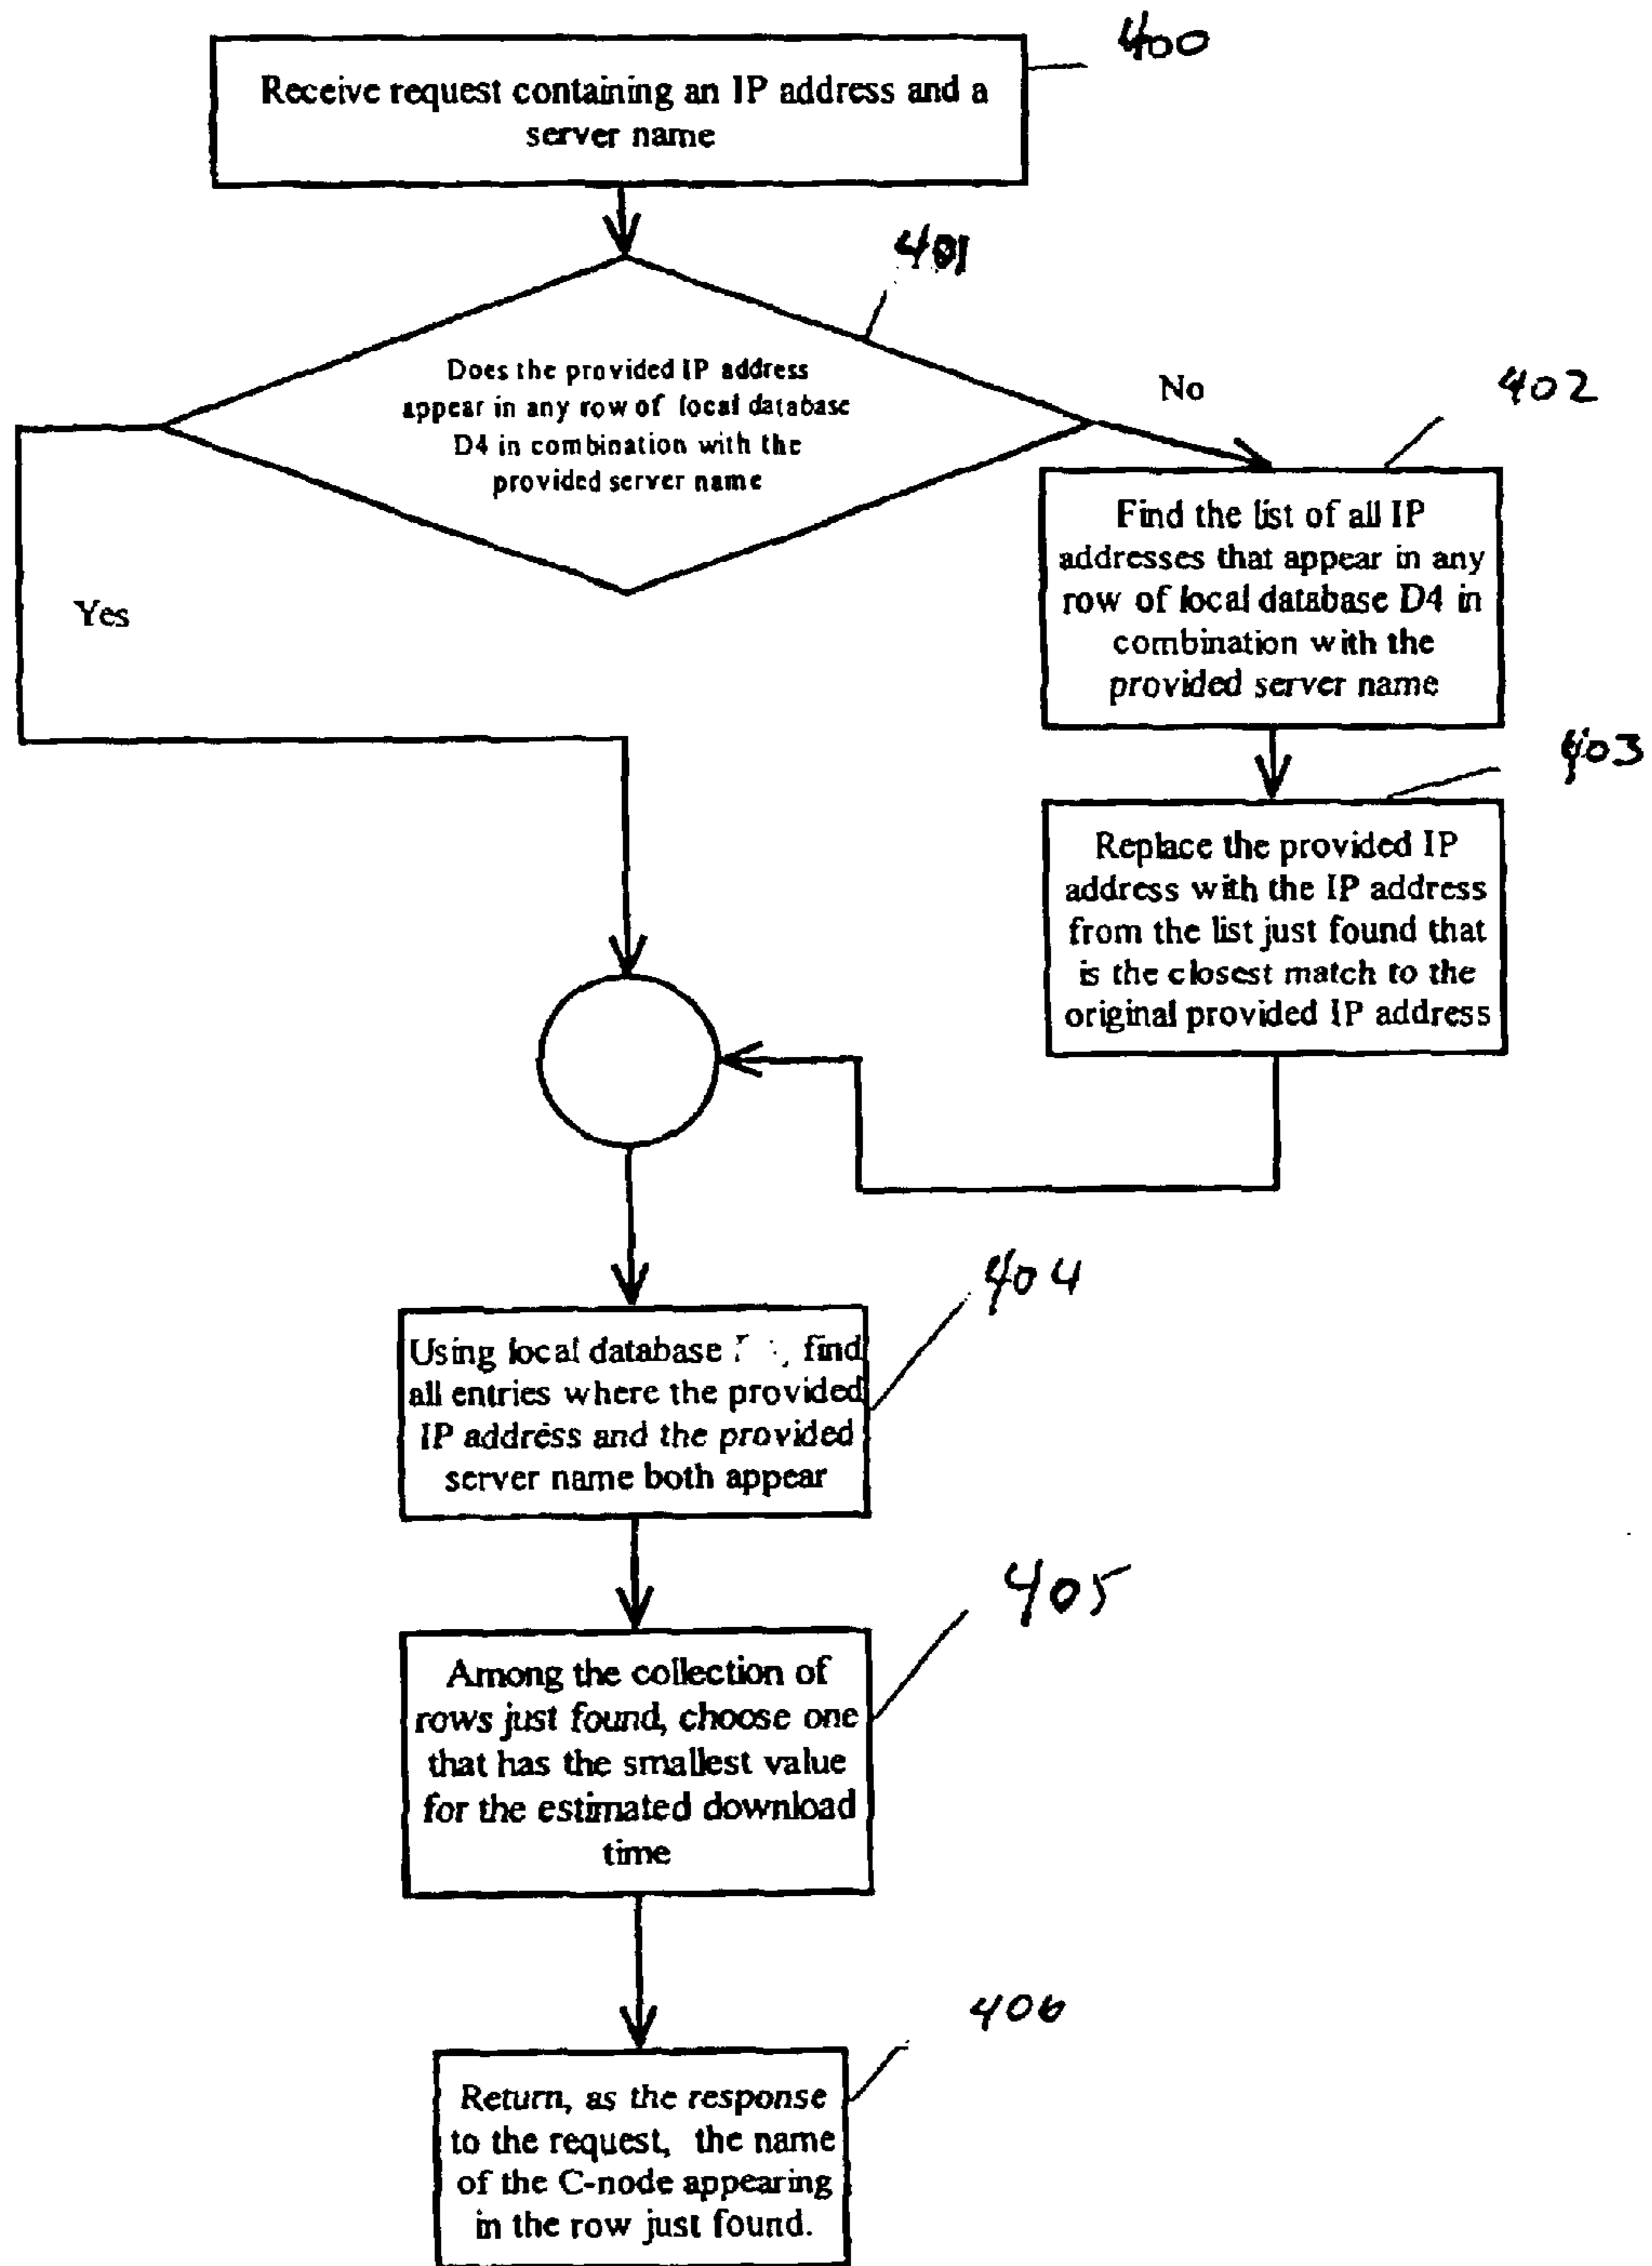 400
Receive request containing an IP address and a
server name
401
Does the provided IP address
appear in any row of local database
D4 in combination with the
provided server name
No
402
Yes
Find the list of all IP
addresses that appear in any
row of local database D4 in
combination with the
provided server name
403
Replace the provided IP
address with the IP address
from the list just found that
is the closest match to the
original provided IP address
404
Using local database , find
all entries where the provided
IP address and the provided
server name both appear
405
Among the collection of
rows just found, choose one
that has the smallest value
for the estimated download
time
406
Return, as the response
to the request, the name
of the C-node appearing
in the row just found.